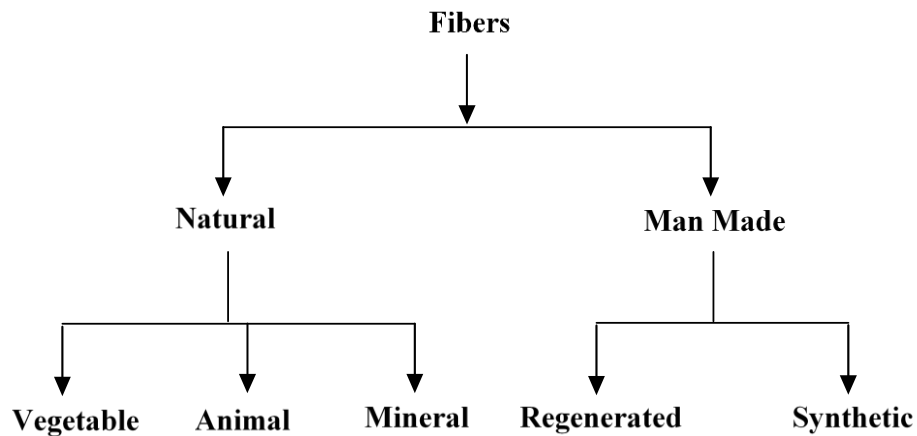 Fibers
Natural
Man Made
Vegetable
Animal
Mineral
Regenerated
Synthetic